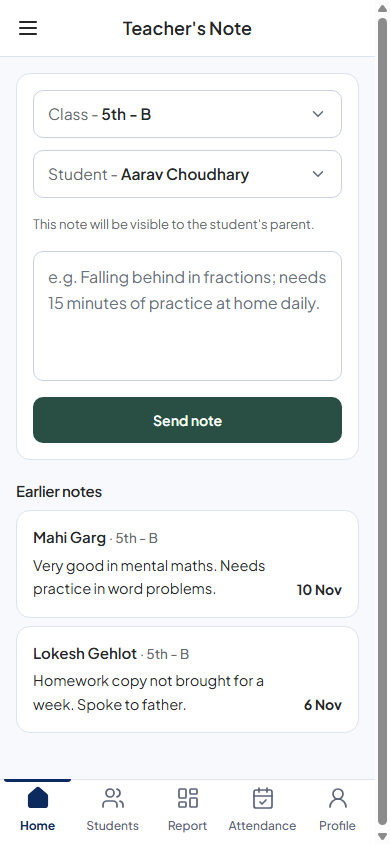 Teacher's Note
Class - 5th - B
Student - Aarav Choudhary
This note will be visible to the student's parent.
e.g. Falling behind in fractions; needs
15 minutes of practice at home daily.
Send note
Earlier notes
Mahi Garg · 5th - B
Very good in mental maths. Needs
practice in word problems.
10 Nov
Lokesh Gehlot · 5th - B
Homework copy not brought for a
week. Spoke to father.
6 Nov
Home
Students
Report
Attendance
Profile